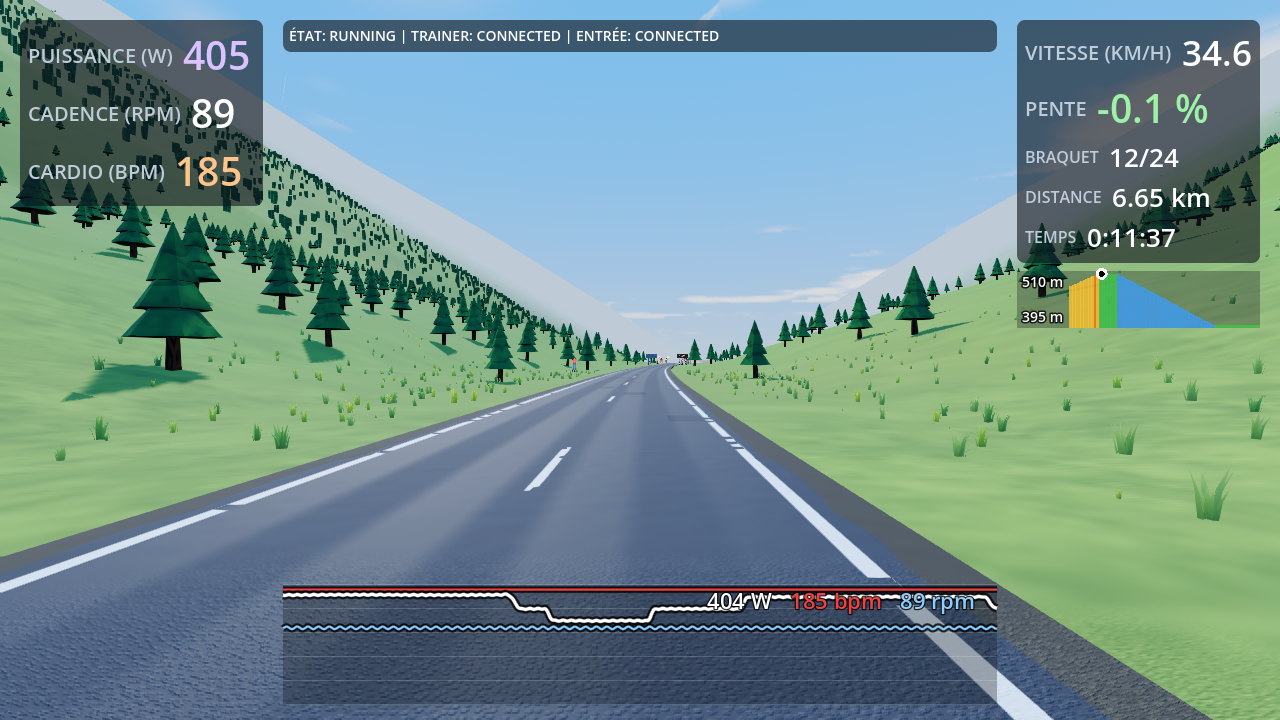 PUISSANCE (W) 405
CADENCE (RPM) 89
CARDIO (BPM) 185
ÉTAT: RUNNING | TRAINER: CONNECTED | ENTRÉE: CONNECTED
VITESSE (KM/H) 34.6
PENTE -0.1 %
BRAQUET 12/24
DISTANCE 6.65 km
TEMPS 0:11:37
510 m
395 m
404 W 185 bpm 89 rpm